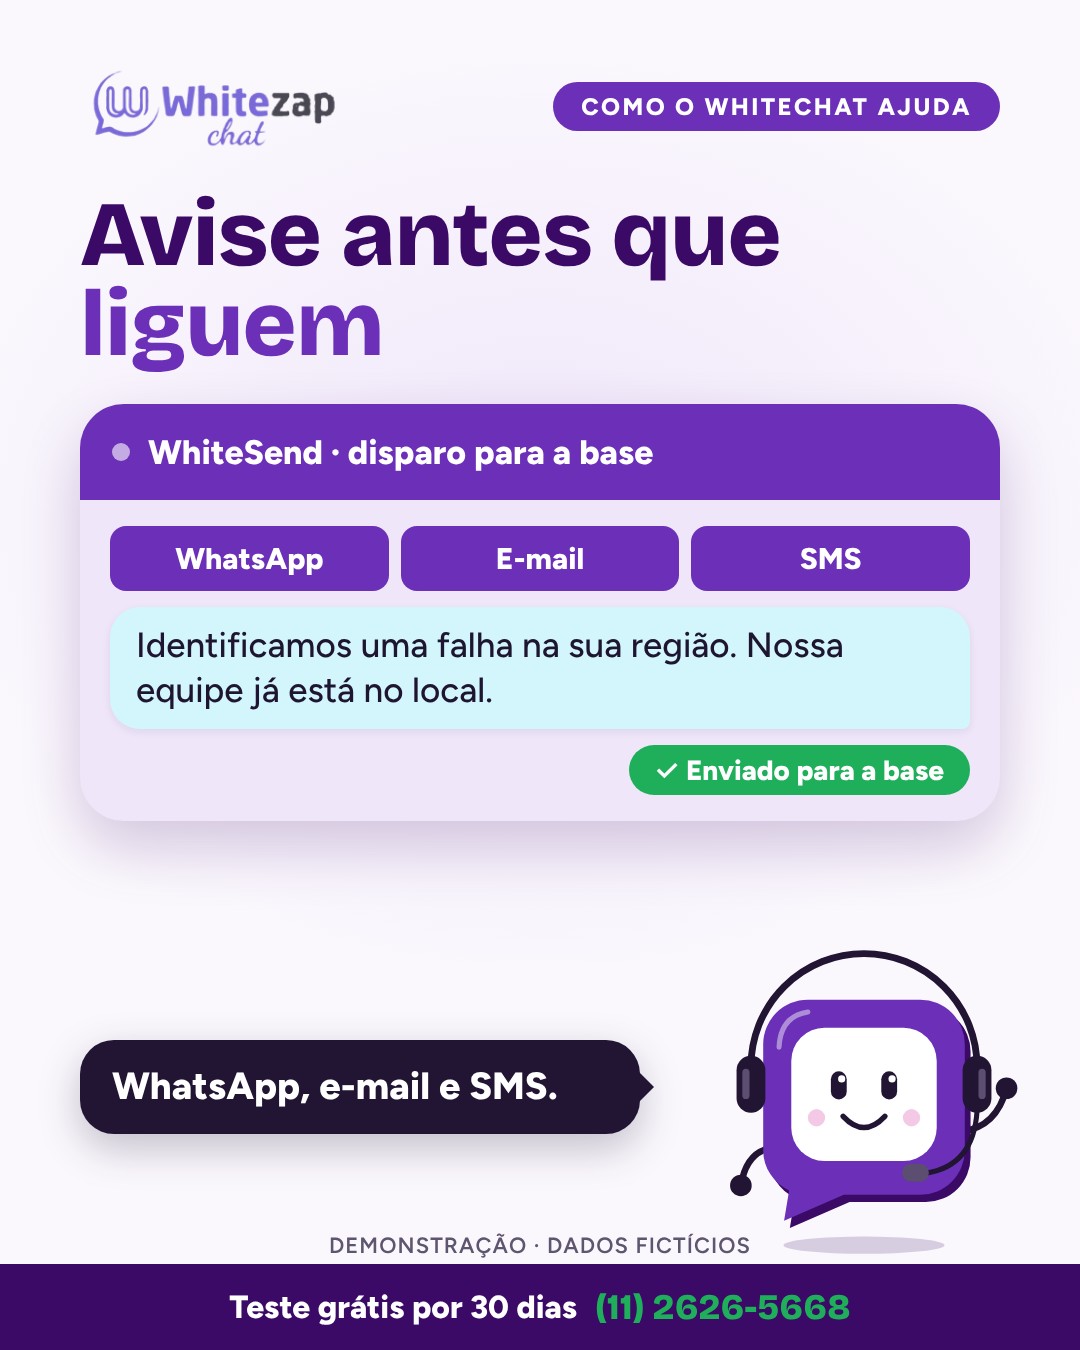 Whitezap
chat
COMO O WHITECHAT AJUDA
Avise antes que
liguem
WhiteSend · disparo para a base
WhatsApp
E-mail
SMS
Identificamos uma falha na sua região. Nossa
equipe já está no local.
✓ Enviado para a base
WhatsApp, e-mail e SMS.
DEMONSTRAÇÃO · DADOS FICTÍCIOS
Teste grátis por 30 dias (11) 2626-5668